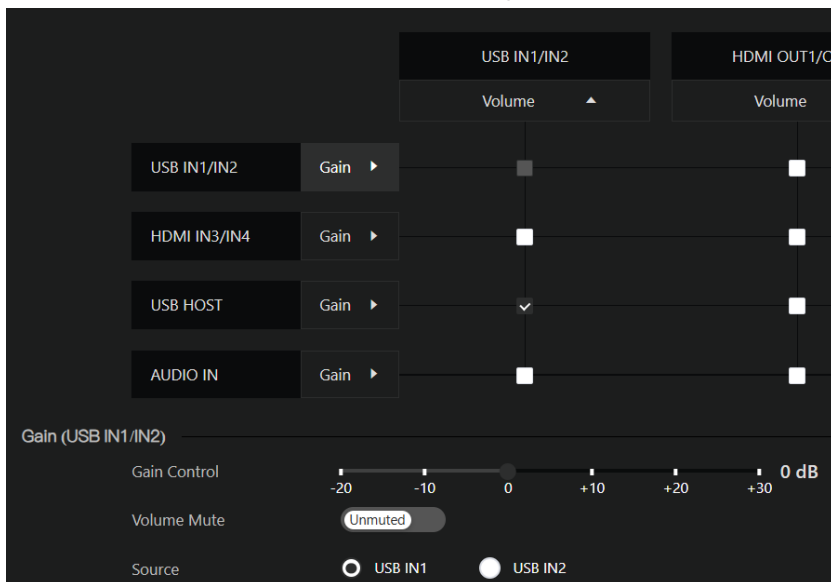 USB IN1/IN2 HDMI OUT1/
Volume Volume
USB IN1/IN2 Gain
HDMI IN3/IN4 Gain
USB HOST Gain
AUDIO IN Gain
Gain (USB IN1/IN2)
Gain Control 0 dB
-20 -10 0 +10 +20 +30
Volume Mute Unmuted
Source USB IN1 USB IN2